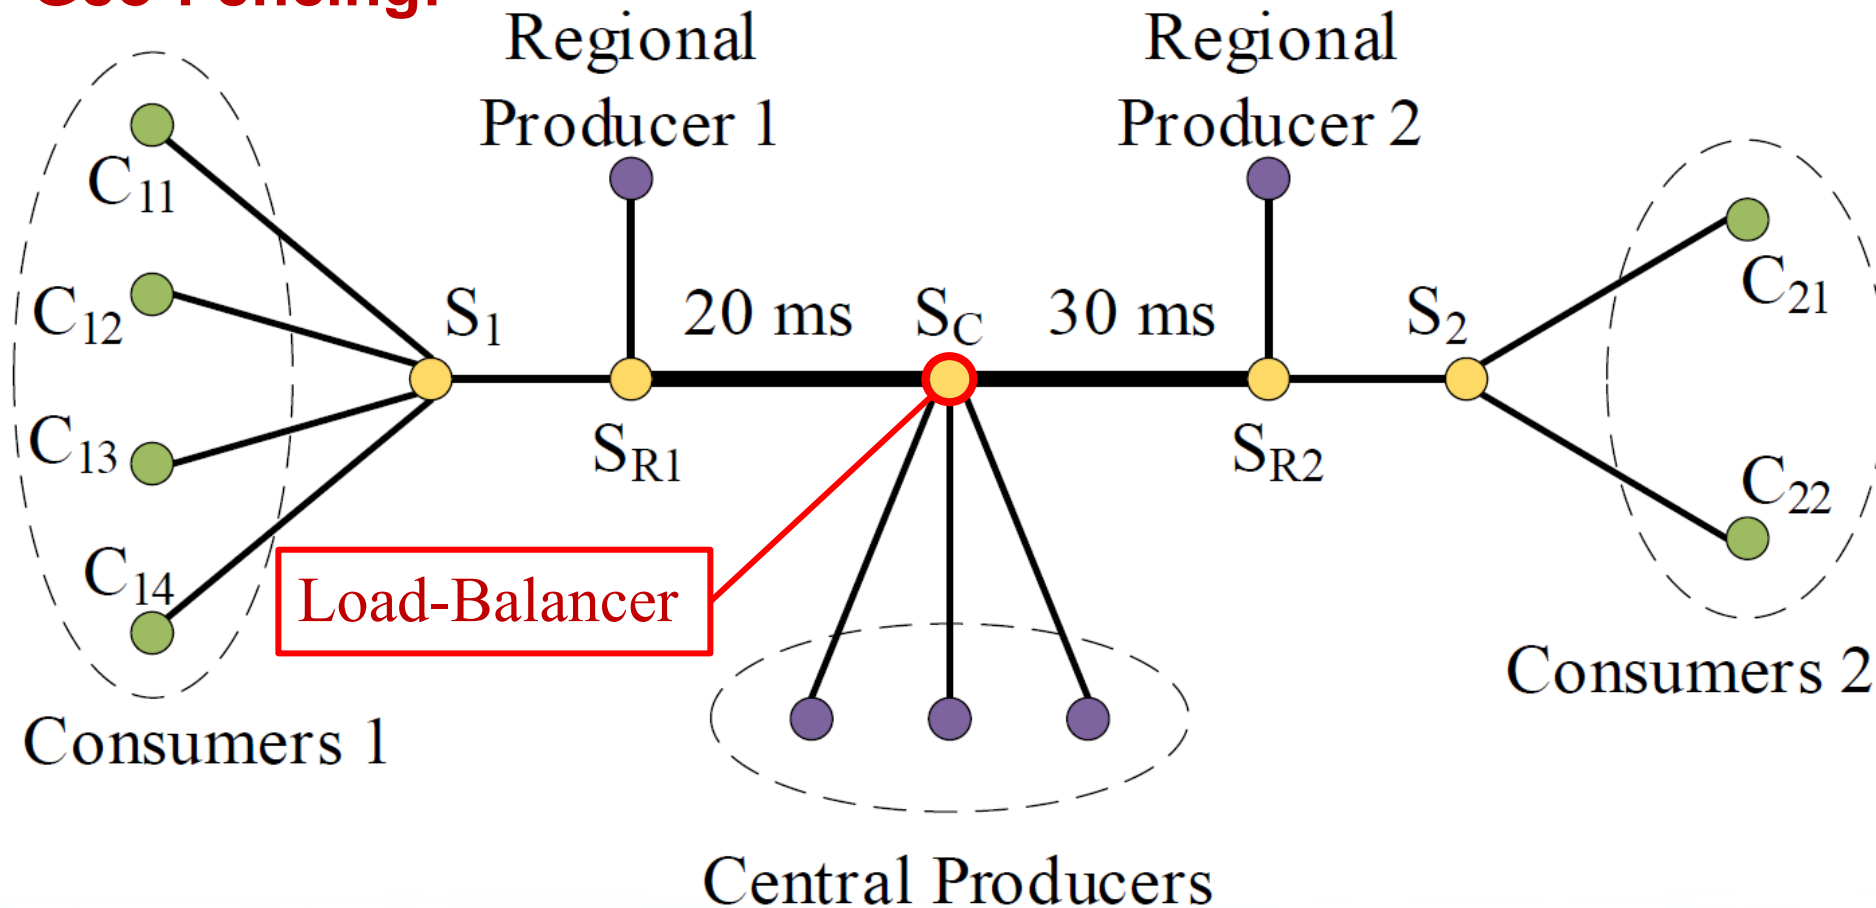 Regional
Producer 1
Regional
Producer 2
C11
C12
C13
C14
S1
20 ms
SC
30 ms
S2
C21
C22
SR1
SR2
Load-Balancer
Consumers 1
Consumers 2
Central Producers